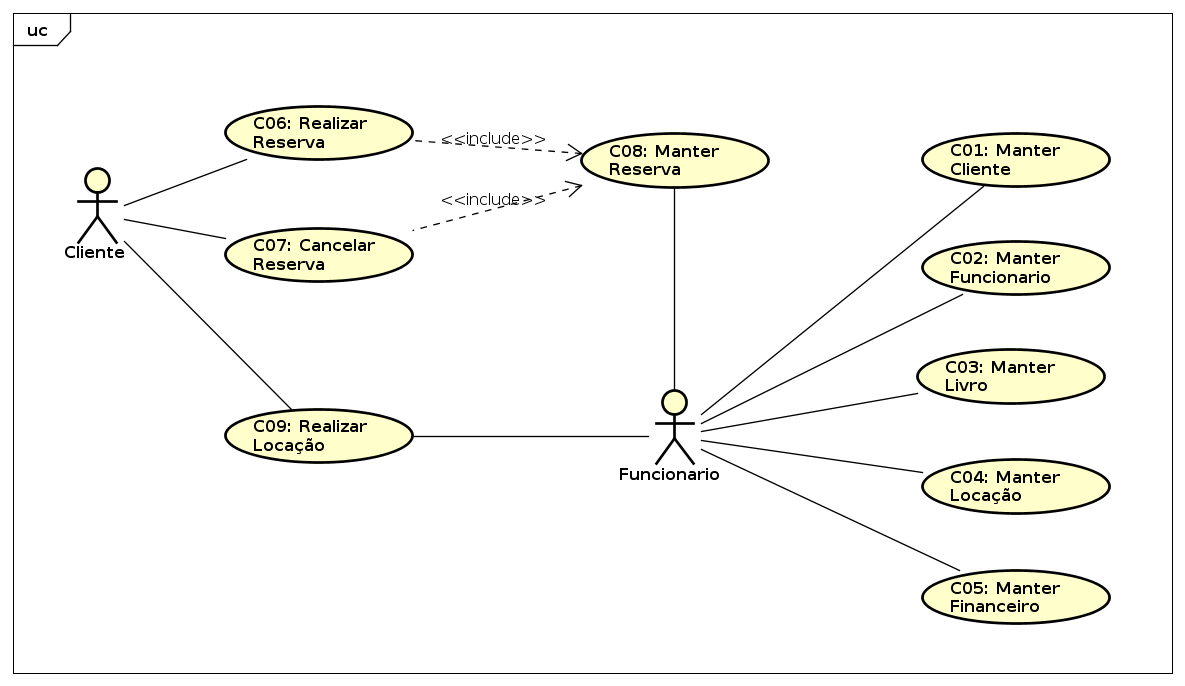 uc
C06: Realizar
Reserva
<<include>>
C08: Manter
Reserva
C01: Manter
Cliente
Cliente
C07: Cancelar
Reserva
<<include>>
C02: Manter
Funcionario
C03: Manter
Livro
C09: Realizar
Locação
Funcionario
C04: Manter
Locação
C05: Manter
Financeiro